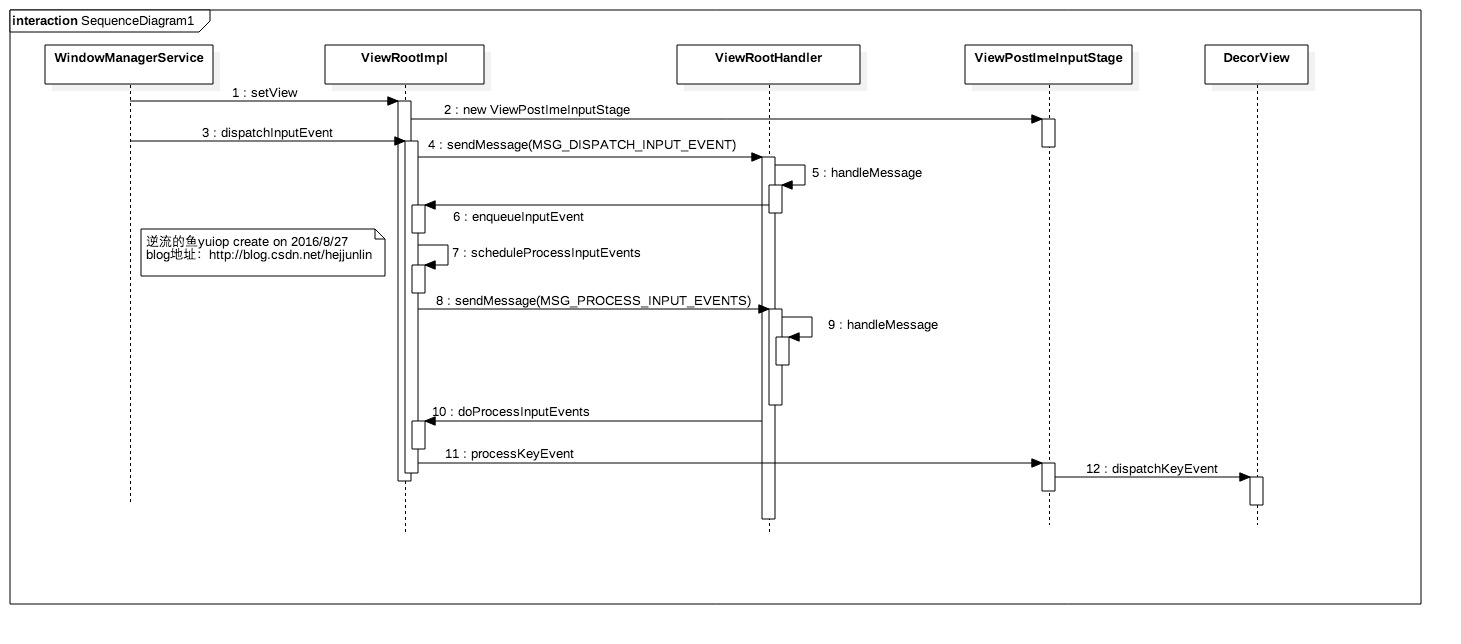 interaction SequenceDiagram1
WindowManagerService
ViewRootImpl
ViewRootHandler
ViewPostImeInputStage
DecorView
1 : setView
2 : new ViewPostImeInputStage
3 : dispatchInputEvent
4 : sendMessage(MSG_DISPATCH_INPUT_EVENT)
5 : handleMessage
6 : enqueueInputEvent
逆流的鱼yuiop create on 2016/8/27
blog地址：http://blog.csdn.net/hejjunlin
7 : scheduleProcessInputEvents
8 : sendMessage(MSG_PROCESS_INPUT_EVENTS)
9 : handleMessage
10 : doProcessInputEvents
11 : processKeyEvent
12 : dispatchKeyEvent